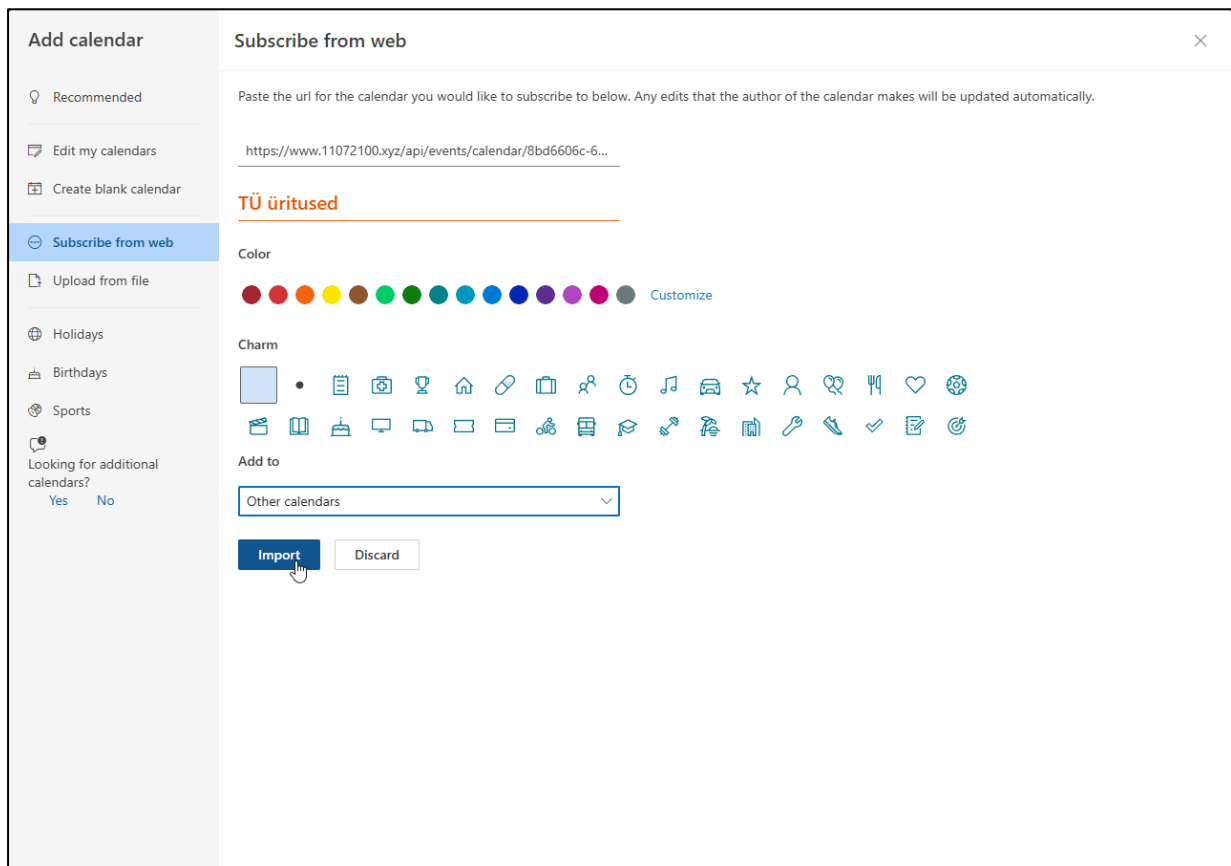 Add calendar
Recommended
Edit my calendars
Create blank calendar
Subscribe from web
Upload from file
Holidays
Birthdays
Sports
Looking for additional
calendars?
Yes No
Subscribe from web
Paste the url for the calendar you would like to subscribe to below. Any edits that the author of the calendar makes will be updated automatically.
https://www.11072100.xyz/api/events/calendar/8bd6606c-6...
TÜ üritused
Color
Customize
Charm
Add to
Other calendars
Import Discard